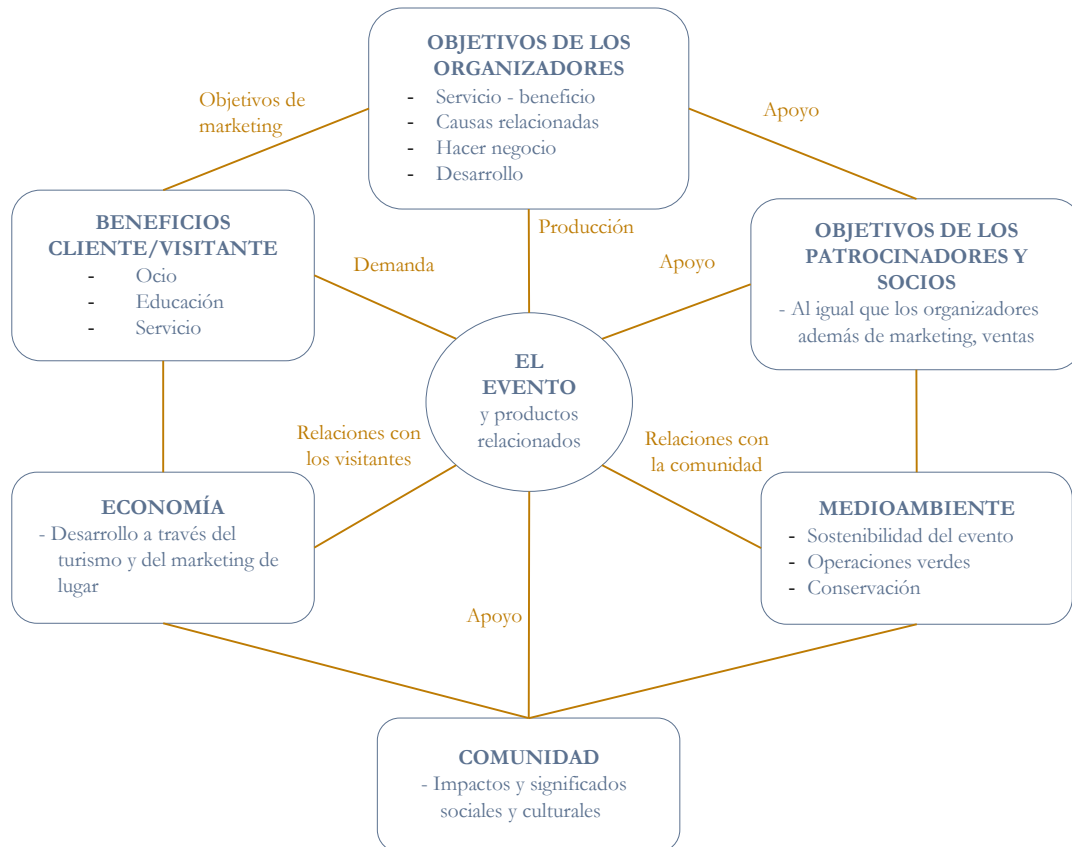 OBJETIVOS DE LOS
ORGANIZADORES
- Servicio - beneficio
- Causas relacionadas
- Hacer negocio
- Desarrollo
Objetivos de
marketing
Apoyo
BENEFICIOS
CLIENTE/VISITANTE
- Ocio
- Educación
- Servicio
Demanda
Producción
Apoyo
OBJETIVOS DE LOS
PATROCINADORES Y
SOCIOS
- Al igual que los organizadores
además de marketing, ventas
EL
EVENTO
y productos
relacionados
Relaciones con
los visitantes
Relaciones con
la comunidad
ECONOMÍA
- Desarrollo a través del
turismo y del marketing de
lugar
Apoyo
MEDIOAMBIENTE
- Sostenibilidad del evento
- Operaciones verdes
- Conservación
COMUNIDAD
- Impactos y significados
sociales y culturales